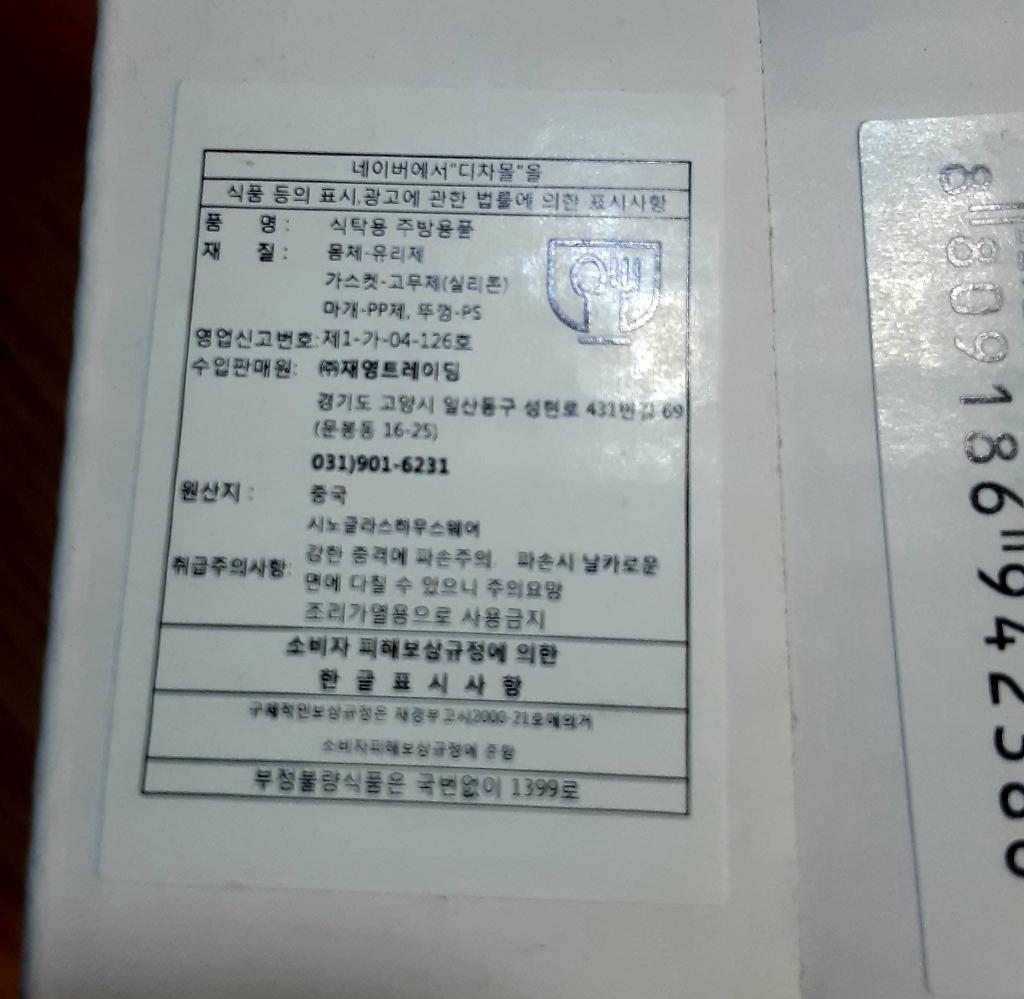 네이버에서"디차몰"을
식품 등의 표시,광고에 관한 법률에 의한 표시사항
품 명 : 식탁용 주방용품
재 질 : 몸체-유리제
가스켓-고무제(실리콘)
마개-PP제, 뚜껑-PS
영업신고번호:제1-가-04-126호
수입판매원: ㈜재영트레이딩
경기도 고양시 일산동구 성현로 431번길 69
(문봉동 16-25)
031)901-6231
원산지 : 중국
시노글라스하우스웨어
취급주의사항: 강한 충격에 파손주의. 파손시 날카로운
면에 다칠 수 있으니 주의요망
조리가열용으로 사용금지
소비자 피해보상규정에 의한
한 글 표 시 사 항
구체적인보상규정은 재경부고시2000-21호에의거
소비자피해보상규정에 준함
부정불량식품은 국번없이 1399로
8809186942580